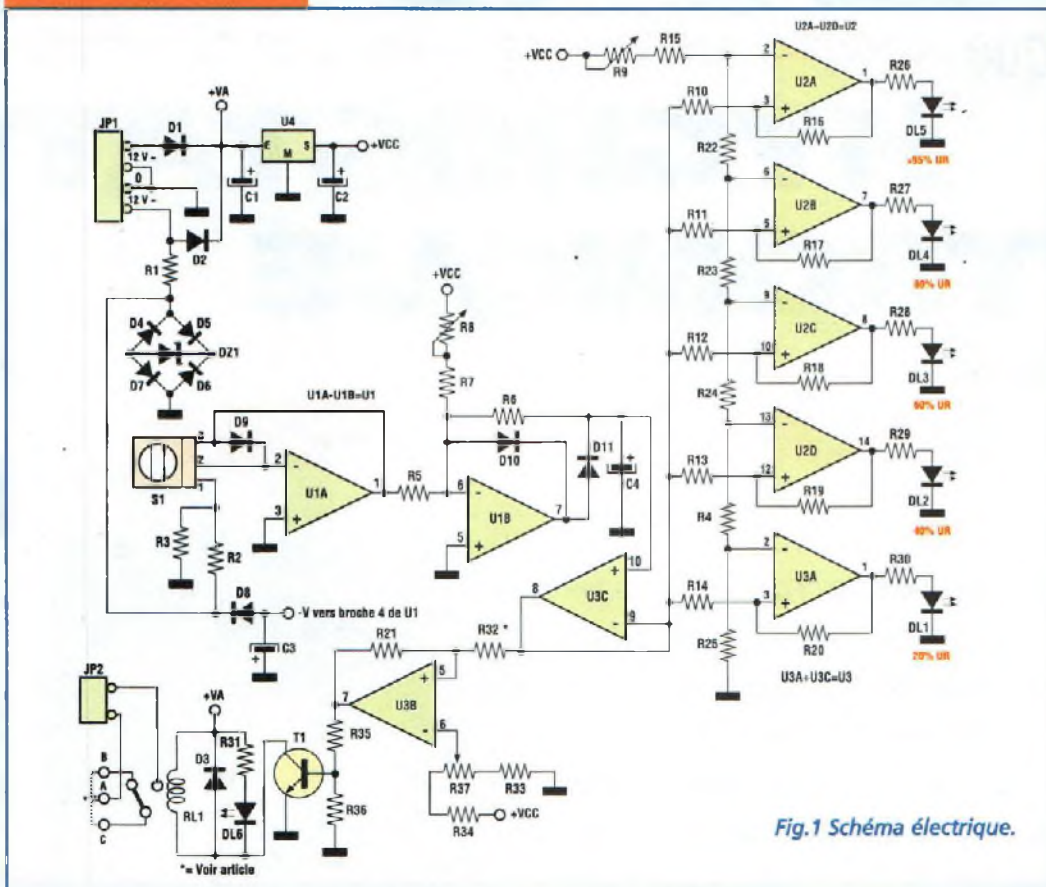 U2A-U2D=U2
+VCC
R9
R15
2
3
U2A
1
R10
R16
R26
DL5
>95% UR
R22
6
5
U2B
7
R11
R17
R27
DL4
80% UR
R23
9
10
U2C
8
R12
R18
R28
DL3
60% UR
R24
13
12
U2D
14
R13
R19
R29
DL2
40% UR
R4
2
3
U3A
1
R14
R20
R30
DL1
20% UR
R25
U3A+U3C=U3
+VA
JP1
D1
12 V ~
0
12 V ~
U4
E
M
S
+VCC
C1
C2
D2
R1
D4
D5
DZ1
D7
D6
+VCC
R8
R7
U1A-U1B=U1
D9
2
2
1
S1
2
3
U1A
1
R5
R6
D10
D11
C4
6
5
U1B
7
R3
R2
D8
-V vers broche 4 de U1
C3
8
U3C
10
9
R21
R32 *
JP2
+VA
7
U3B
5
6
R35
R31
T1
D3
B
A
*
C
RL1
DL6
R36
R37
R33
R34
+VCC
*= Voir article
Fig.1 Schéma électrique.